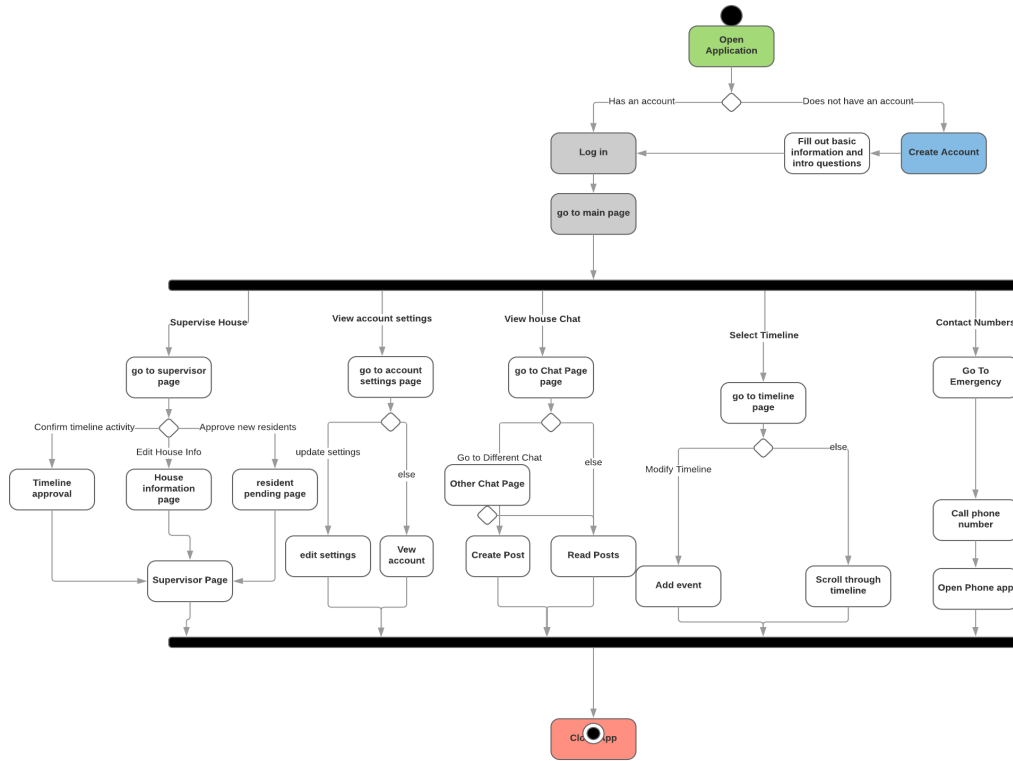 Open
Application
Has an account
Does not have an account
Log in
Fill out basic
information and
intro questions
Create Account
go to main page
Supervise House
View account settings
View house Chat
Select Timeline
Contact Numbers
go to supervisor
page
go to account
settings page
go to Chat Page
page
go to timeline
page
Go To
Emergency
Confirm timeline activity
Approve new residents
Edit House Info
update settings
else
Go to Different Chat
else
Modify Timeline
else
Timeline
approval
House
information
page
resident
pending page
Other Chat Page
Call phone
number
edit settings
Vew
account
Create Post
Read Posts
Supervisor Page
Add event
Scroll through
timeline
Open Phone app